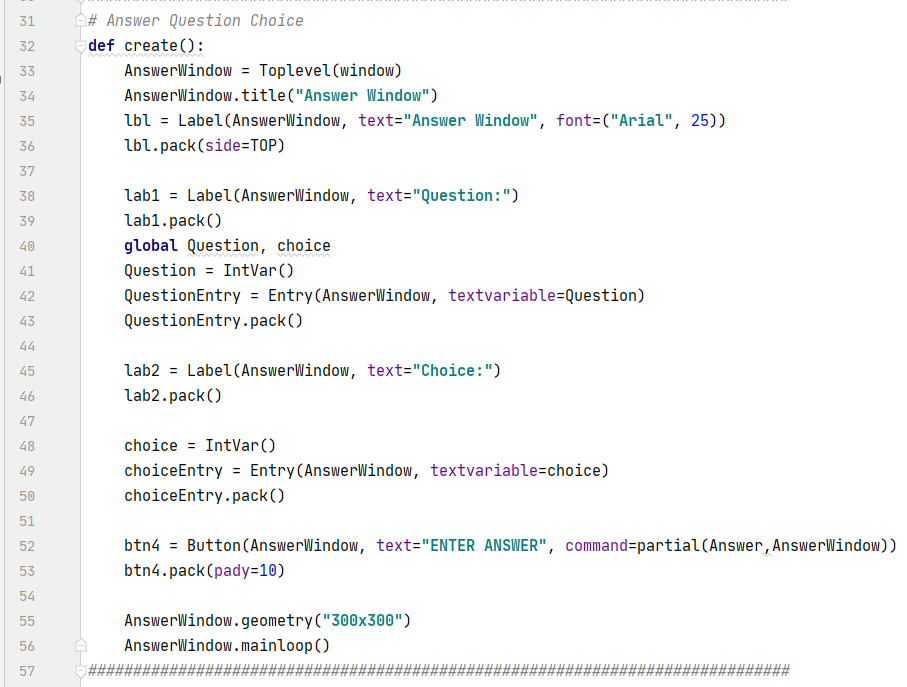 31 # Answer Question Choice
32 def create():
33     AnswerWindow = Toplevel(window)
34     AnswerWindow.title("Answer Window")
35     lbl = Label(AnswerWindow, text="Answer Window", font=("Arial", 25))
36     lbl.pack(side=TOP)
37
38     lab1 = Label(AnswerWindow, text="Question:")
39     lab1.pack()
40     global Question, choice
41     Question = IntVar()
42     QuestionEntry = Entry(AnswerWindow, textvariable=Question)
43     QuestionEntry.pack()
44
45     lab2 = Label(AnswerWindow, text="Choice:")
46     lab2.pack()
47
48     choice = IntVar()
49     choiceEntry = Entry(AnswerWindow, textvariable=choice)
50     choiceEntry.pack()
51
52     btn4 = Button(AnswerWindow, text="ENTER ANSWER", command=partial(Answer,AnswerWindow))
53     btn4.pack(pady=10)
54
55     AnswerWindow.geometry("300x300")
56     AnswerWindow.mainloop()
57 ##############################################################################